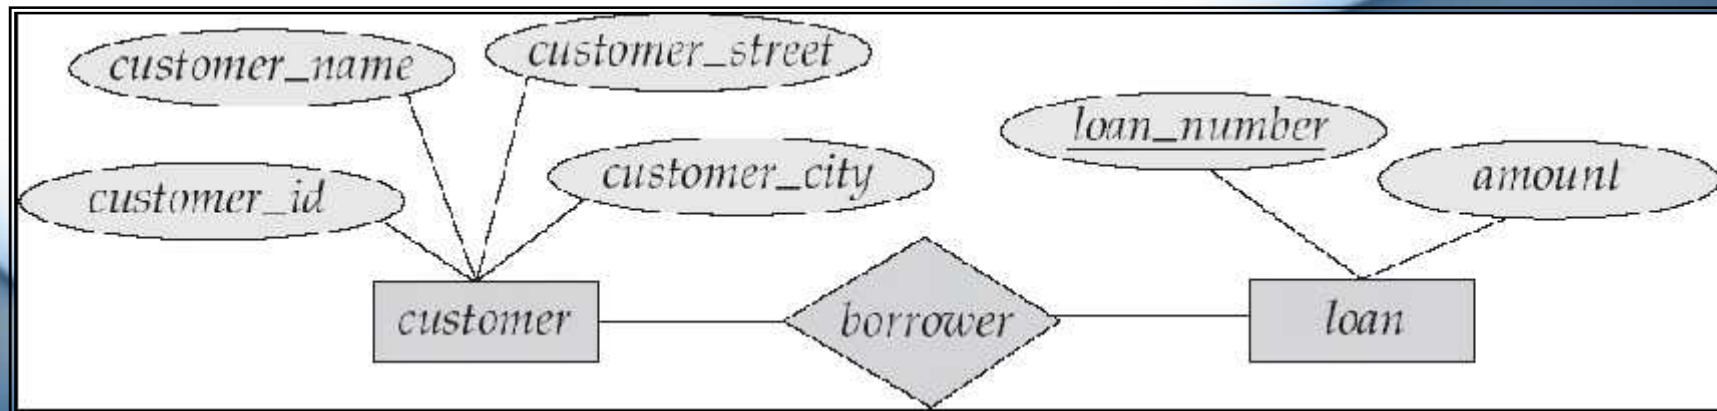 customer_name
customer_street
customer_id
customer_city
loan_number
amount
customer
borrower
loan